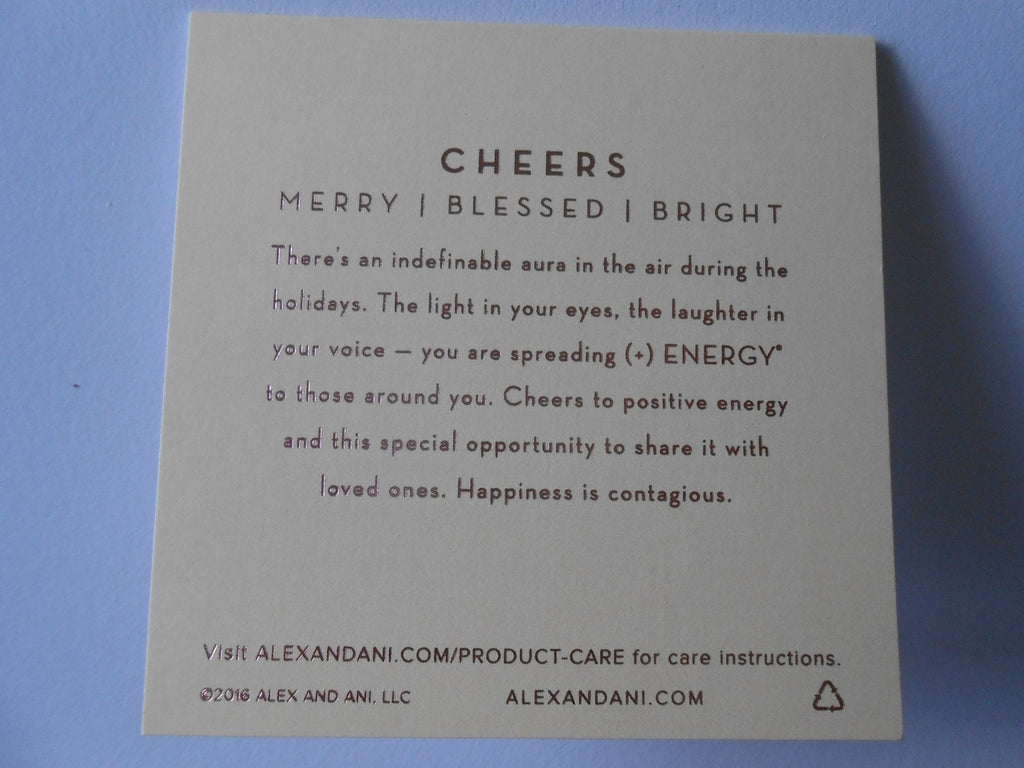 CHEERS
MERRY | BLESSED | BRIGHT
There's an indefinable aura in the air during the
holidays. The light in your eyes, the laughter in
your voice — you are spreading (+) ENERGY®
to those around you. Cheers to positive energy
and this special opportunity to share it with
loved ones. Happiness is contagious.
Visit ALEXANDANI.COM/PRODUCT-CARE for care instructions.
©2016 ALEX AND ANI, LLC ALEXANDANI.COM